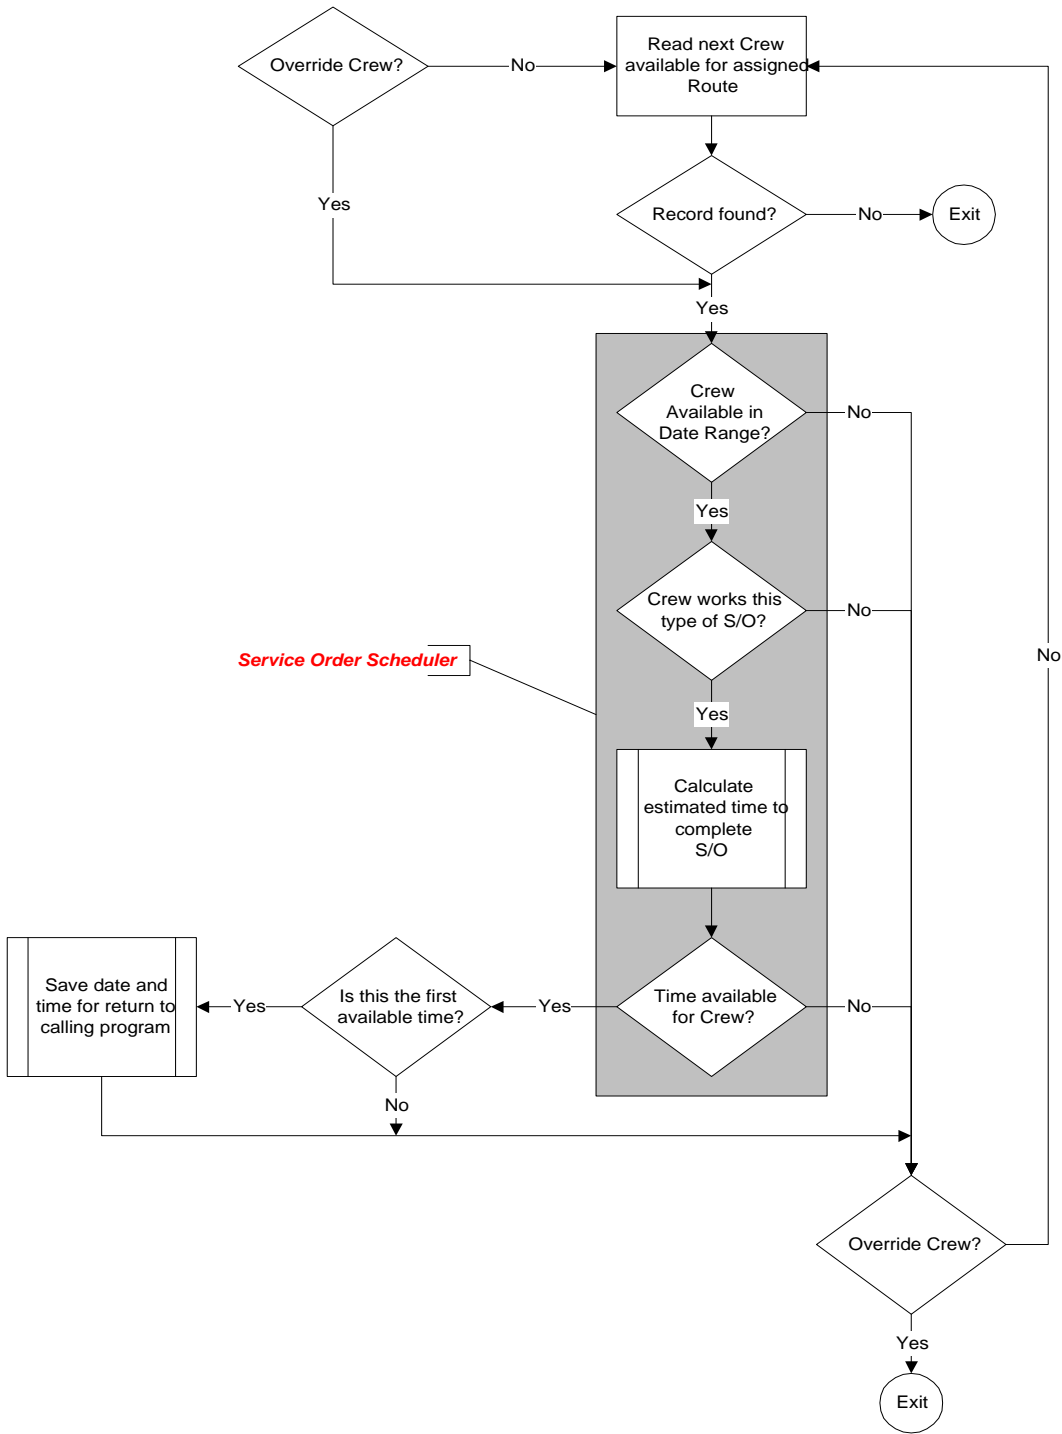 Override Crew?
No
Read next Crew
available for assigned
Route
Yes
Record found?
No
Exit
Yes
Crew
Available in
Date Range?
No
Yes
Crew works this
type of S/O?
No
Service Order Scheduler
No
Yes
Calculate
estimated time to
complete
S/O
Save date and
time for return to
calling program
Yes
Is this the first
available time?
Yes
Time available
for Crew?
No
No
Override Crew?
Yes
Exit